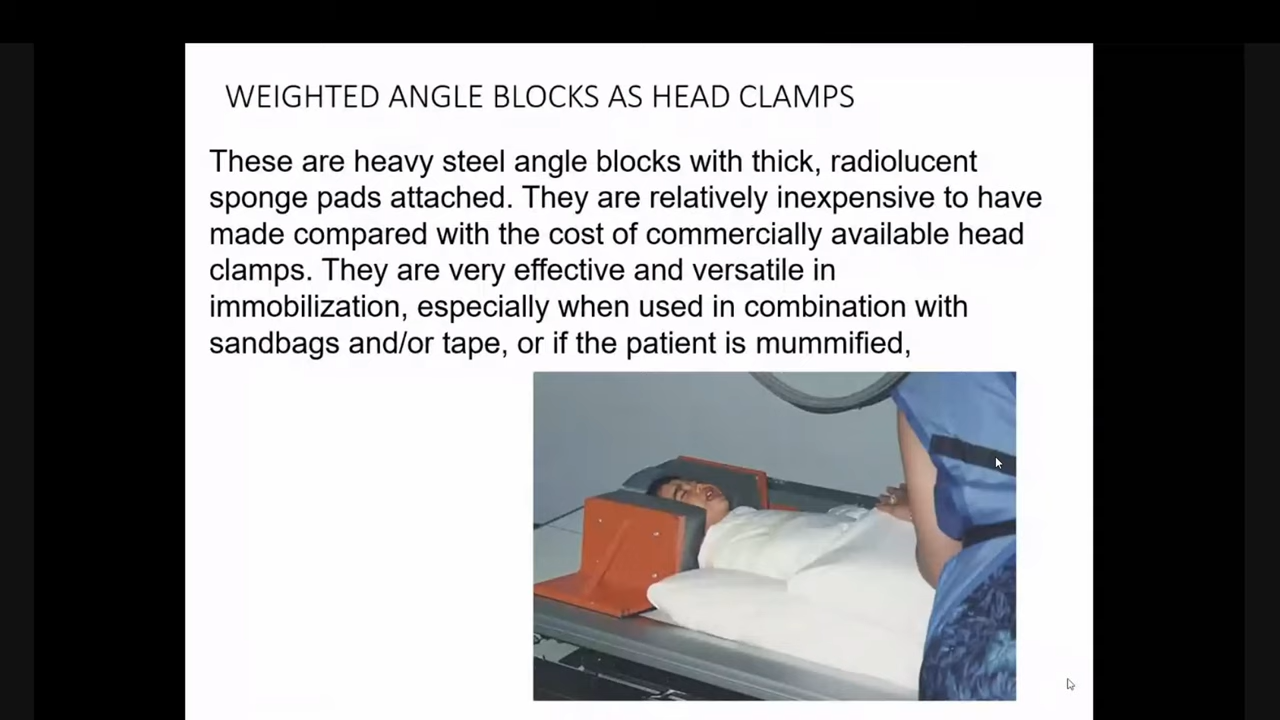 WEIGHTED ANGLE BLOCKS AS HEAD CLAMPS
These are heavy steel angle blocks with thick, radiolucent
sponge pads attached. They are relatively inexpensive to have
made compared with the cost of commercially available head
clamps. They are very effective and versatile in
immobilization, especially when used in combination with
sandbags and/or tape, or if the patient is mummified,